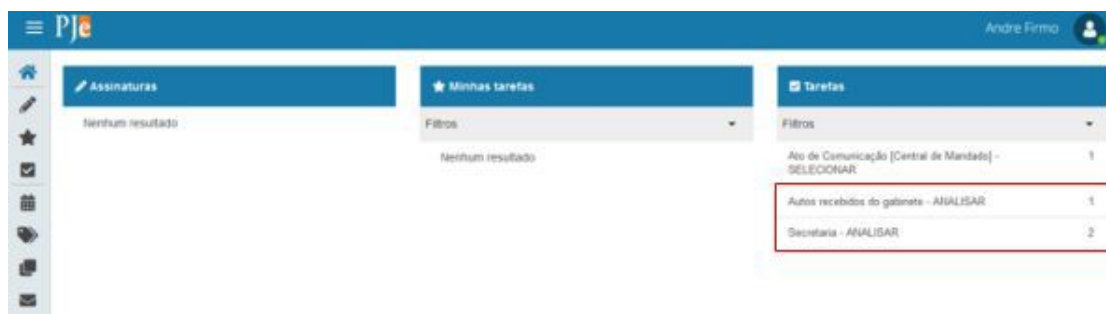 PJe
Andre Firmo
Assinaturas
Nenhum resultado
Minhas tarefas
Filtros
Nenhum resultado
Tarefas
Filtros
Ato de Comunicação [Central de Mandado] - 1
SELECIONAR
Autos recebidos do gabinete - ANALISAR 1
Secretaria - ANALISAR 2